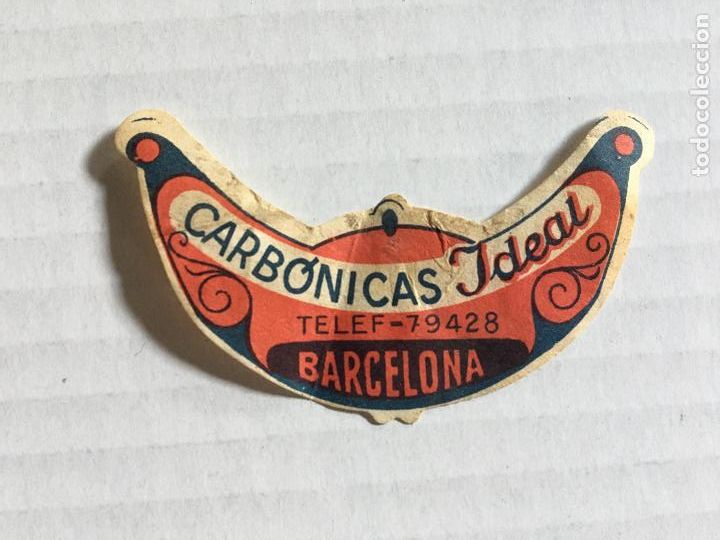 CARBÓNICAS Ideal
TELEF-79428
BARCELONA
todocoleccion